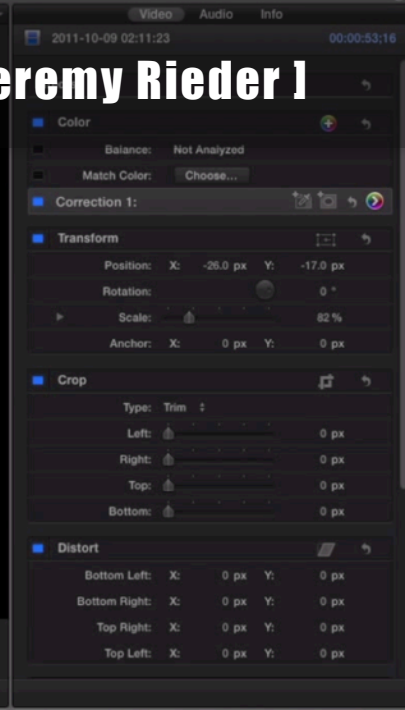 Video Audio Info
2011-10-09 02:11:23 00:00:53;16
eremy Rieder ]
Color
Balance: Not Analyzed
Match Color: Choose...
Correction 1:
Transform
Position: X: -26.0 px Y: -17.0 px
Rotation: 0 °
Scale: 82 %
Anchor: X: 0 px Y: 0 px
Crop
Type: Trim
Left: 0 px
Right: 0 px
Top: 0 px
Bottom: 0 px
Distort
Bottom Left: X: 0 px Y: 0 px
Bottom Right: X: 0 px Y: 0 px
Top Right: X: 0 px Y: 0 px
Top Left: X: 0 px Y: 0 px